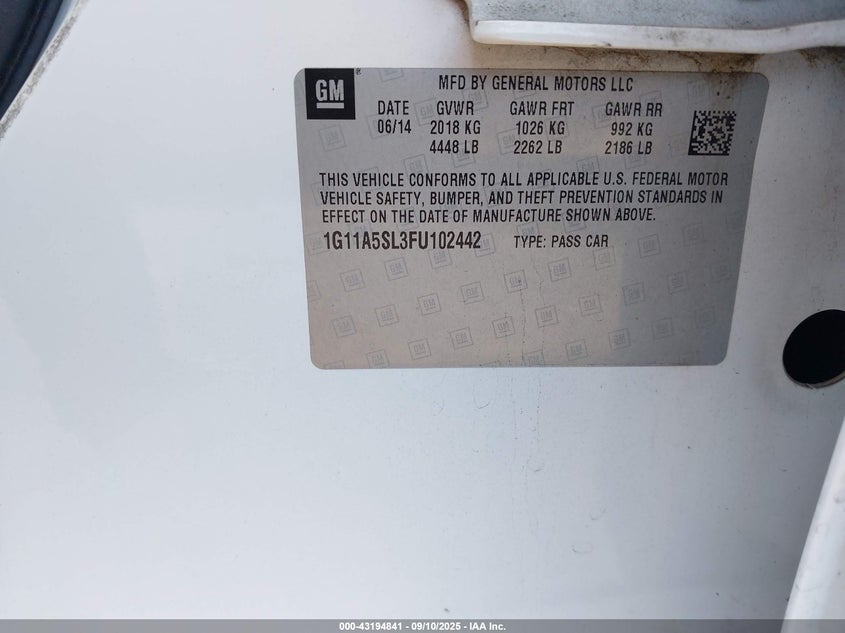 GM ® MFD BY GENERAL MOTORS LLC
DATE GVWR GAWR FRT GAWR RR
06/14 2018 KG 1026 KG 992 KG
4448 LB 2262 LB 2186 LB
THIS VEHICLE CONFORMS TO ALL APPLICABLE U.S. FEDERAL MOTOR
VEHICLE SAFETY, BUMPER, AND THEFT PREVENTION STANDARDS IN
EFFECT ON THE DATE OF MANUFACTURE SHOWN ABOVE.
1G11A5SL3FU102442 TYPE: PASS CAR
000-43194841 - 09/10/2025 - IAA Inc.